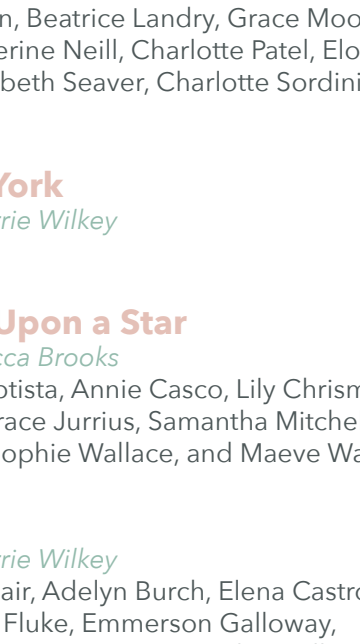 n, Beatrice Landry, Grace Moo
erine Neill, Charlotte Patel, Elo
beth Seaver, Charlotte Sordini
York
rie Wilkey
Upon a Star
cca Brooks
ptista, Annie Casco, Lily Chrism
race Jurrius, Samantha Mitche
ophie Wallace, and Maeve Wa
rie Wilkey
air, Adelyn Burch, Elena Castro
Fluke, Emmerson Galloway,